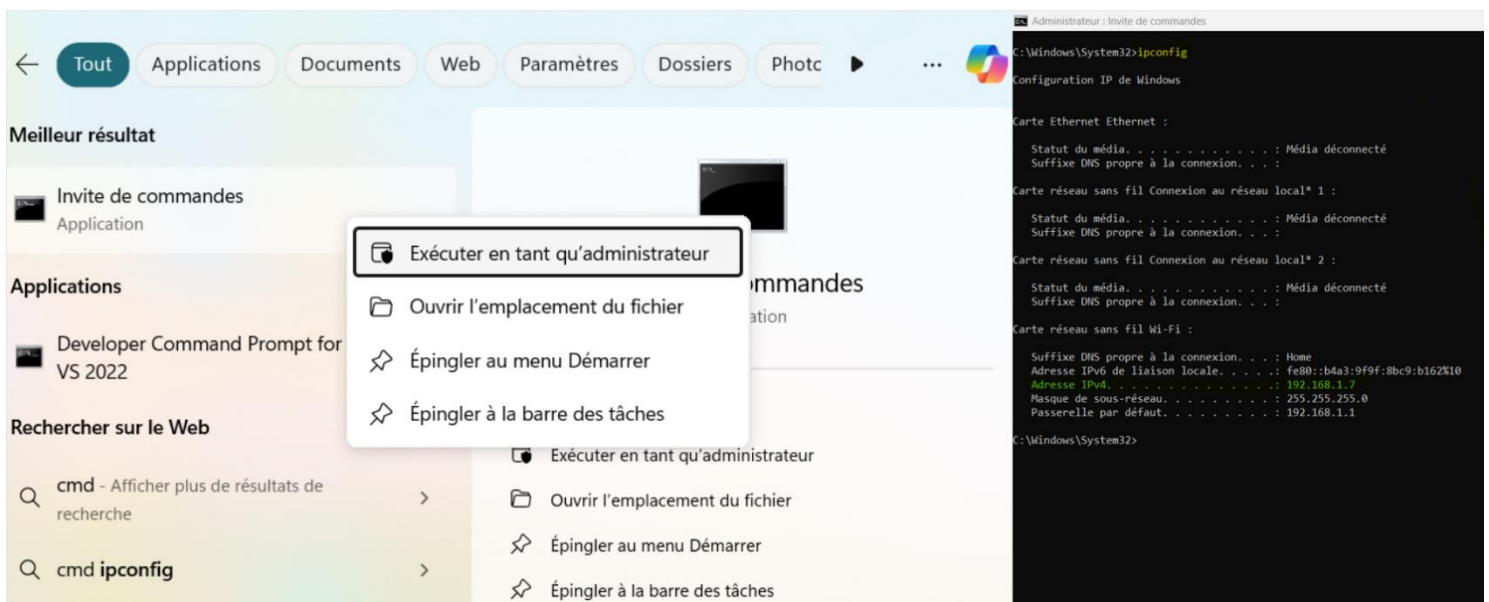 Tout
Applications
Documents
Web
Paramètres
Dossiers
Photc
...
Meilleur résultat
Invite de commandes
Application
Applications
Developer Command Prompt for
VS 2022
Rechercher sur le Web
cmd - Afficher plus de résultats de
recherche
cmd ipconfig
Exécuter en tant qu'administrateur
Ouvrir l'emplacement du fichier
Épingler au menu Démarrer
Épingler à la barre des tâches
ommandes
ation
Exécuter en tant qu'administrateur
Ouvrir l'emplacement du fichier
Épingler au menu Démarrer
Épingler à la barre des tâches
Administrateur : Invite de commandes
C:\Windows\System32>ipconfig
Configuration IP de Windows
Carte Ethernet Ethernet :
Statut du média. . . . . . . . . . . . : Média déconnecté
Suffixe DNS propre à la connexion. . . :
Carte réseau sans fil Connexion au réseau local* 1 :
Statut du média. . . . . . . . . . . . : Média déconnecté
Suffixe DNS propre à la connexion. . . :
Carte réseau sans fil Connexion au réseau local* 2 :
Statut du média. . . . . . . . . . . . : Média déconnecté
Suffixe DNS propre à la connexion. . . :
Carte réseau sans fil Wi-Fi :
Suffixe DNS propre à la connexion. . . : Home
Adresse IPv6 de liaison locale. . . . .: fe80::b4a3:9f9f:8bc9:b162%10
Adresse IPv4. . . . . . . . . . . . . .: 192.168.1.7
Masque de sous-réseau. . . . . . . . . : 255.255.255.0
Passerelle par défaut. . . . . . . . . : 192.168.1.1
C:\Windows\System32>